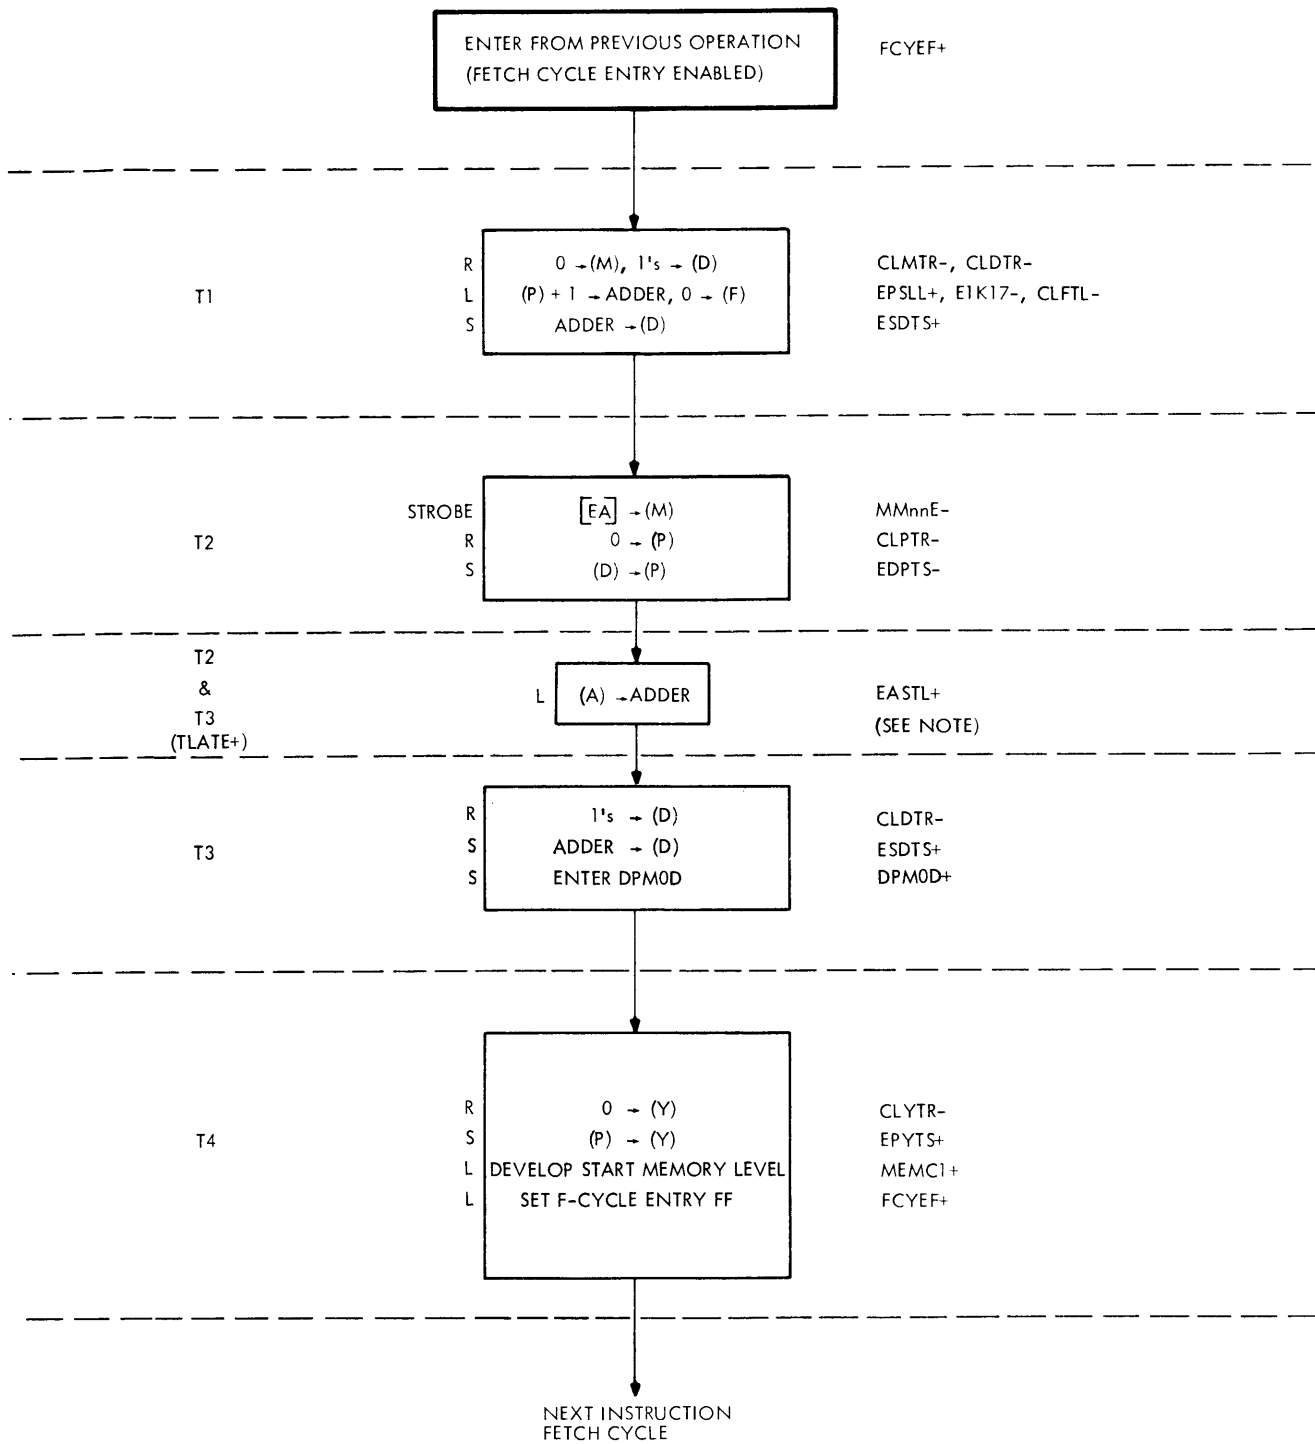 ENTER FROM PREVIOUS OPERATION FCYEF+
(FETCH CYCLE ENTRY ENABLED)
R 0 → (M), 1's → (D) CLMTR-, CLDTR-
T1 L (P) + 1 → ADDER, 0 → (F) EPSLL+, E1K17-, CLFTL-
S ADDER → (D) ESDTS+
STROBE [EA] → (M) MMnnE-
T2 R 0 → (P) CLPTR-
S (D) → (P) EDPTS-
T2
& L (A) → ADDER EASTL+
T3 (SEE NOTE)
(TLATE+)
R 1's → (D) CLDTR-
T3 S ADDER → (D) ESDTS+
S ENTER DPM0D DPM0D+
R 0 → (Y) CLYTR-
T4 S (P) → (Y) EPYTS+
L DEVELOP START MEMORY LEVEL MEMC1+
L SET F-CYCLE ENTRY FF FCYEF+
NEXT INSTRUCTION
FETCH CYCLE